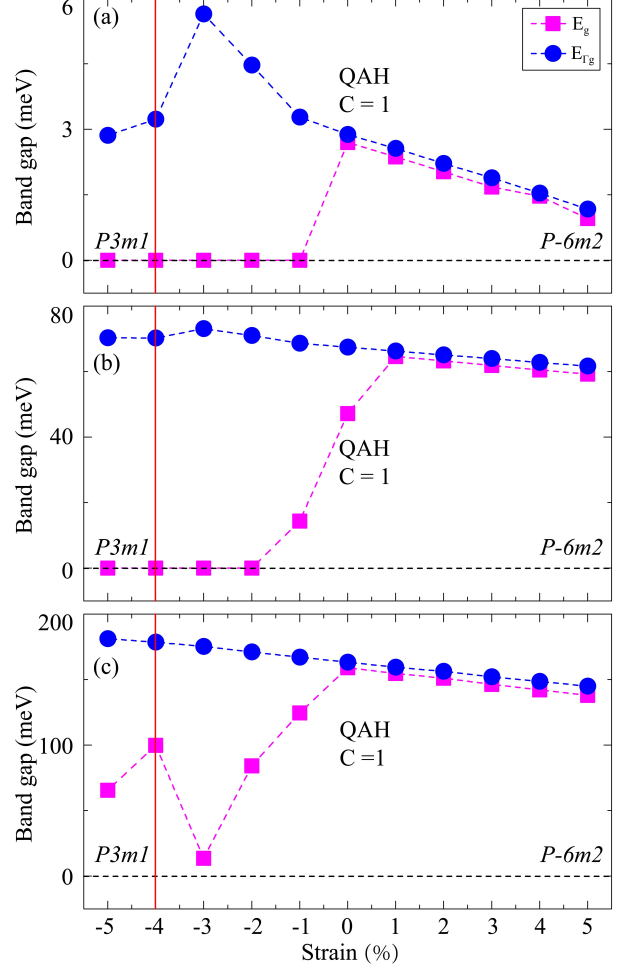 6
(a)
E_g
E_Γg
QAH
C = 1
3
Band gap (meV)
P3m1
P-6m2
0
80
(b)
40
QAH
C = 1
Band gap (meV)
P3m1
P-6m2
0
200
(c)
QAH
C =1
100
Band gap (meV)
P3m1
P-6m2
0
-5 -4 -3 -2 -1 0 1 2 3 4 5
Strain (%)